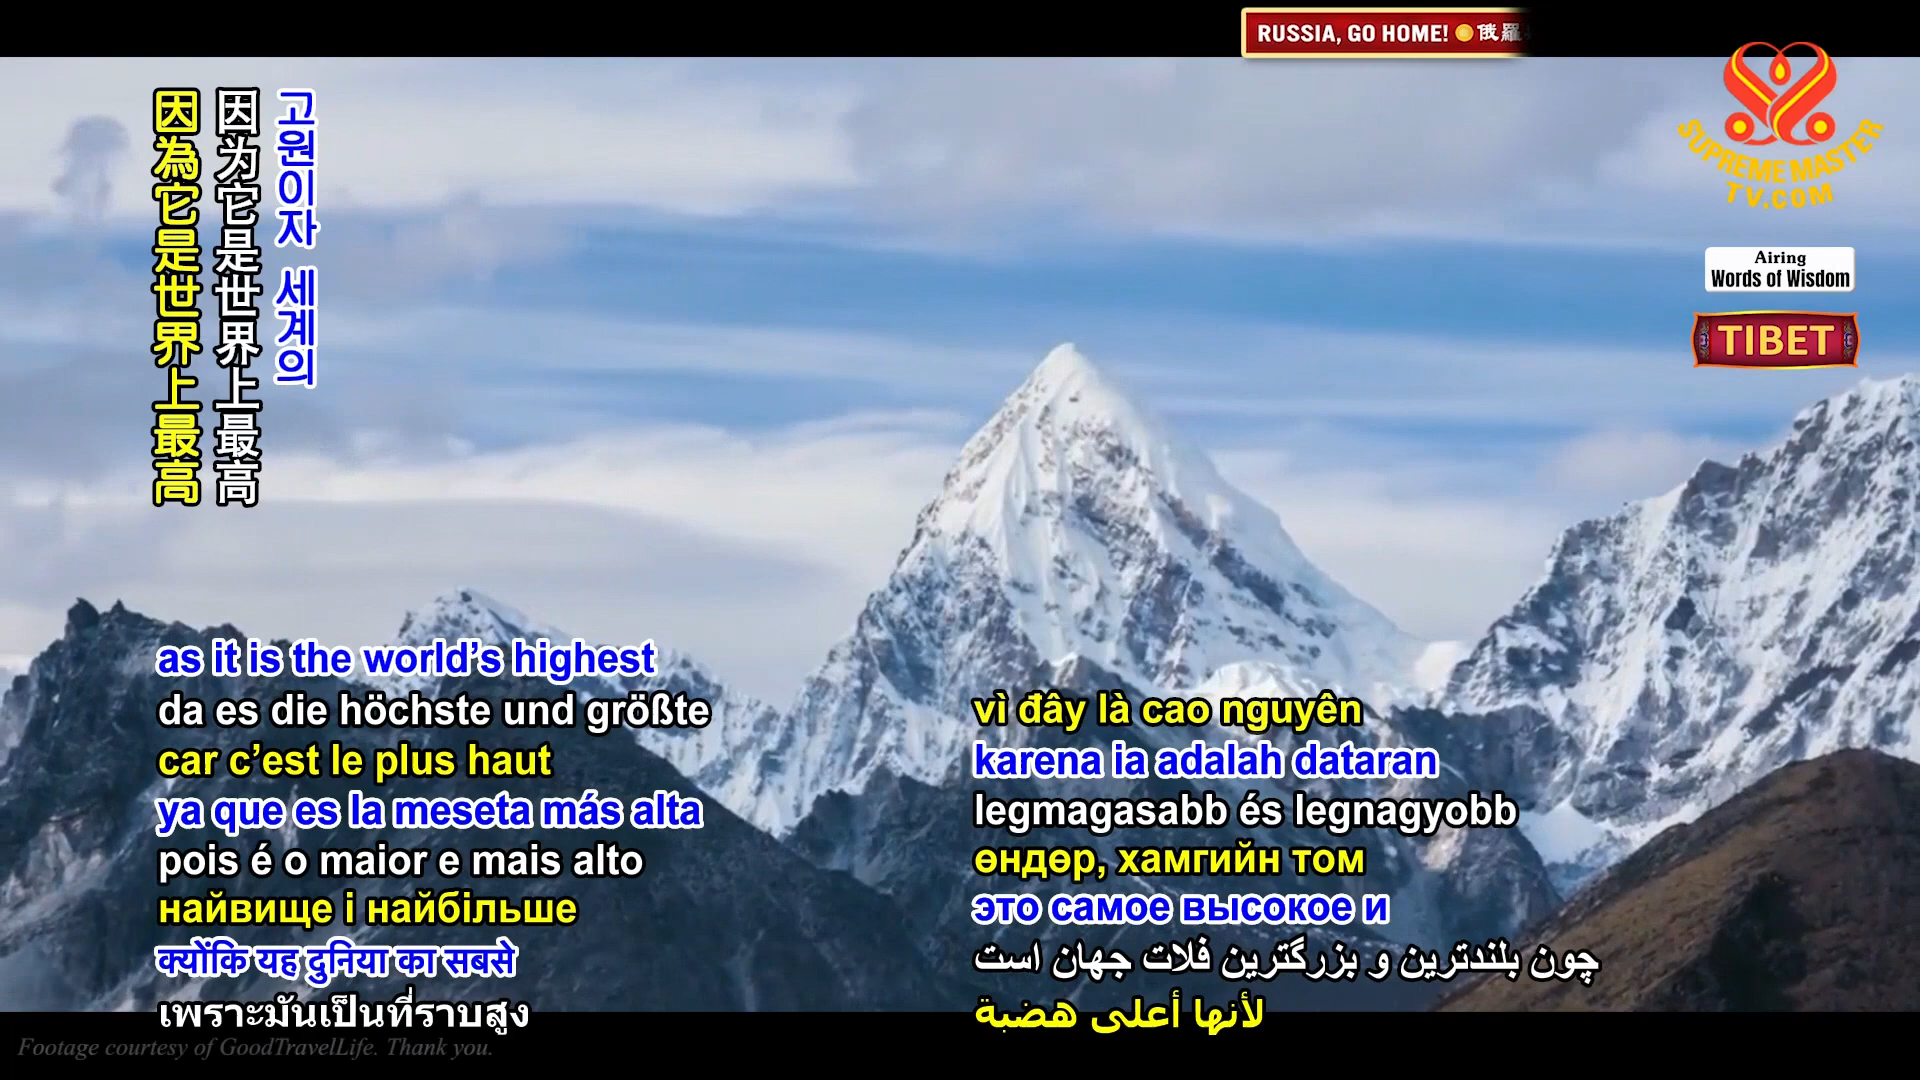 RUSSIA, GO HOME! 俄羅
SUPREME MASTER
TV.COM
Airing
Words of Wisdom
TIBET
因為它是世界上最高
因为它是世界上最高
고원이자 세계의
as it is the world’s highest
da es die höchste und größte
car c’est le plus haut
ya que es la meseta más alta
pois é o maior e mais alto
найвище і найбільше
क्योंकि यह दुनिया का सबसे
เพราะมันเป็นที่ราบสูง
vì đây là cao nguyên
karena ia adalah dataran
legmagasabb és legnagyobb
өндөр, хамгийн том
это самое высокое и
چون بلندترین و بزرگترین فلات جهان است
لأنها أعلى هضبة
Footage courtesy of GoodTravelLife. Thank you.